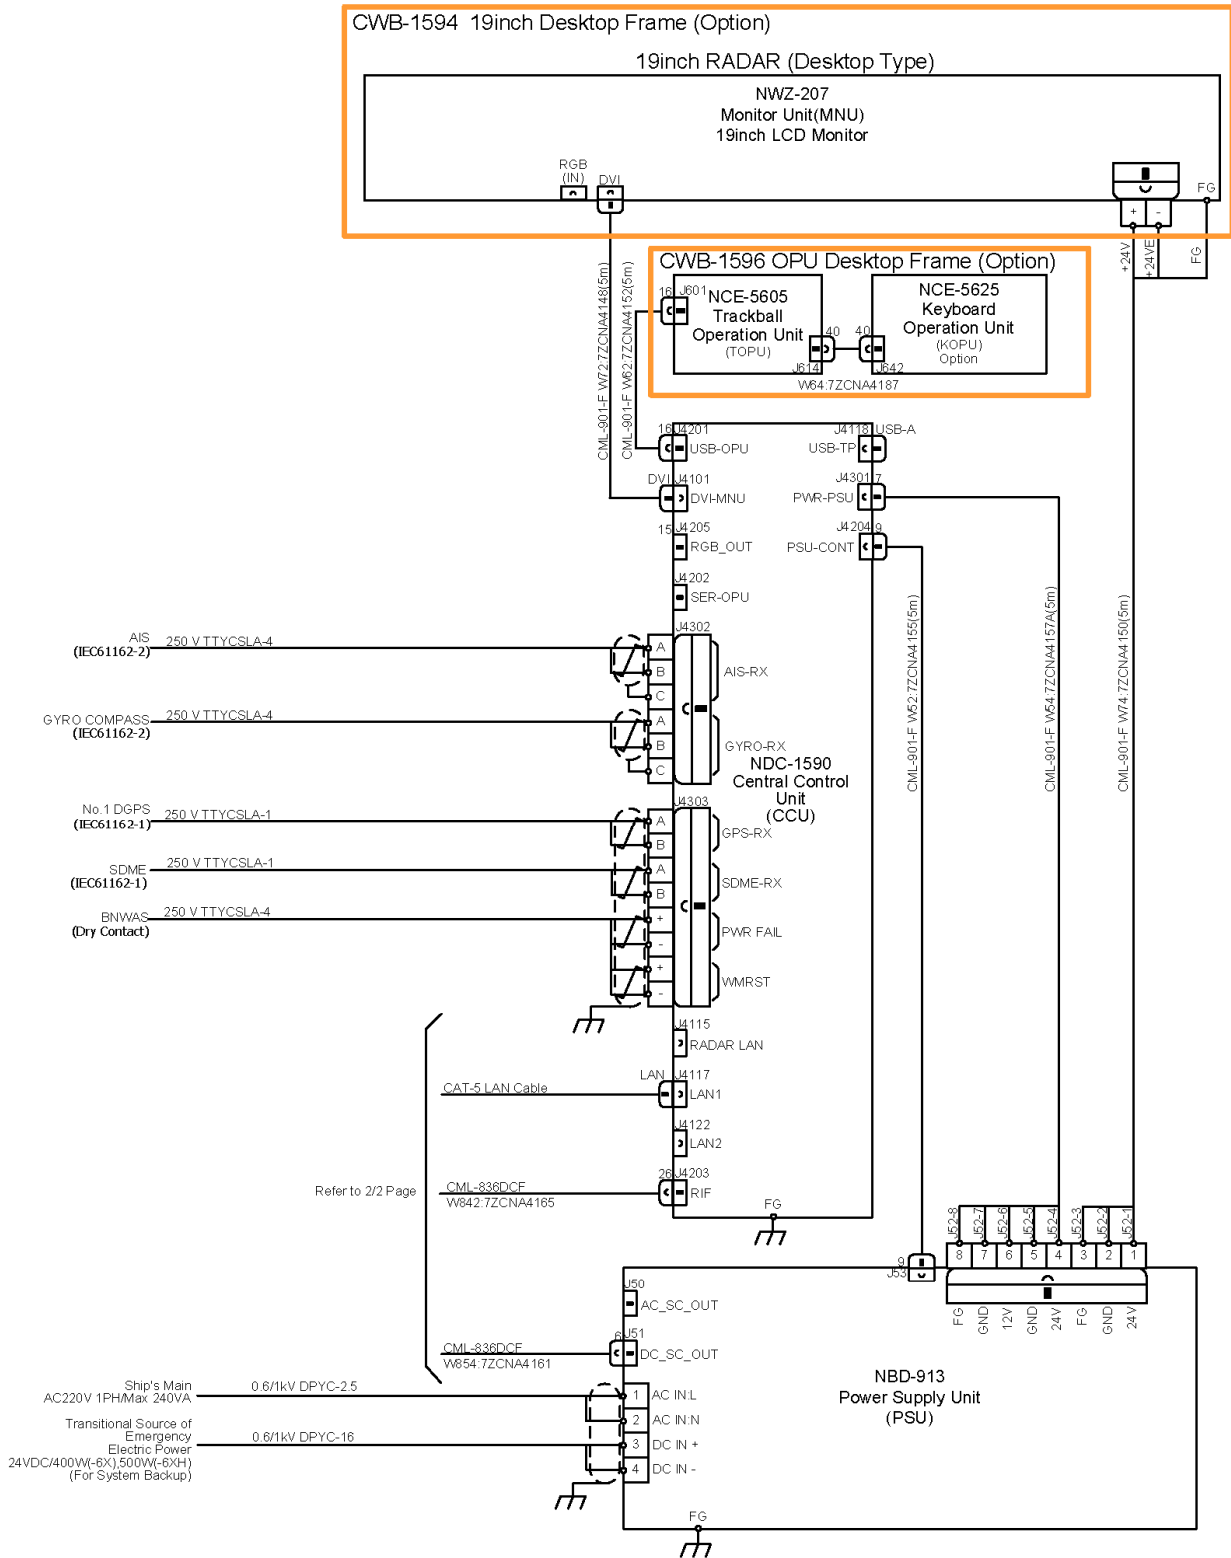 CWB-1594  19inch Desktop Frame (Option)
19inch RADAR (Desktop Type)
NWZ-207
Monitor Unit(MNU)
19inch LCD Monitor
RGB
(IN)
DVI
FG
+
-
+24V
+24VE
FG
CWB-1596 OPU Desktop Frame (Option)
16
J601
NCE-5605
Trackball
Operation Unit
(TOPU)
40
J614
40
J642
NCE-5625
Keyboard
Operation Unit
(KOPU)
Option
W64:7ZCNA4187
CML-901-F W72:7ZCNA4148(5m)
CML-901-F W62:7ZCNA4152(5m)
16
J4201
USB-OPU
J4118
USB-A
USB-TP
DVI
J4101
DVI-MNU
J4301
7
PWR-PSU
15
J4205
RGB_OUT
J4204
9
PSU-CONT
J4202
SER-OPU
CML-901-F W52:7ZCNA4155(5m)
CML-901-F W54:7ZCNA4157A(5m)
CML-901-F W74:7ZCNA4150(5m)
J4302
AIS
(IEC61162-2)
250 V TTYCSLA-4
A
B
C
AIS-RX
GYRO COMPASS
(IEC61162-2)
250 V TTYCSLA-4
A
B
C
GYRO-RX
NDC-1590
Central Control
Unit
(CCU)
J4303
No.1 DGPS
(IEC61162-1)
250 V TTYCSLA-1
A
B
GPS-RX
SDME
(IEC61162-1)
250 V TTYCSLA-1
A
B
SDME-RX
BNWAS
(Dry Contact)
250 V TTYCSLA-4
+
-
PWR FAIL
+
-
WMRST
J4115
RADAR LAN
CAT-5 LAN Cable
LAN
J4117
LAN1
J4122
LAN2
Refer to 2/2 Page
CML-836DCF
W842:7ZCNA4165
26
J4203
RIF
FG
J52-8
J52-7
J52-6
J52-5
J52-4
J52-3
J52-2
J52-1
9
J53
8
7
6
5
4
3
2
1
FG
GND
12V
GND
24V
FG
GND
24V
J50
AC_SC_OUT
CML-836DCF
W854:7ZCNA4161
6
J51
DC_SC_OUT
NBD-913
Power Supply Unit
(PSU)
Ship's Main
AC220V 1PH/Max 240VA
0.6/1kV DPYC-2.5
1
AC IN:L
2
AC IN:N
Transitional Source of
Emergency
Electric Power
24VDC/400W(-6X),500W(-6XH)
(For System Backup)
0.6/1kV DPYC-16
3
DC IN +
4
DC IN -
FG